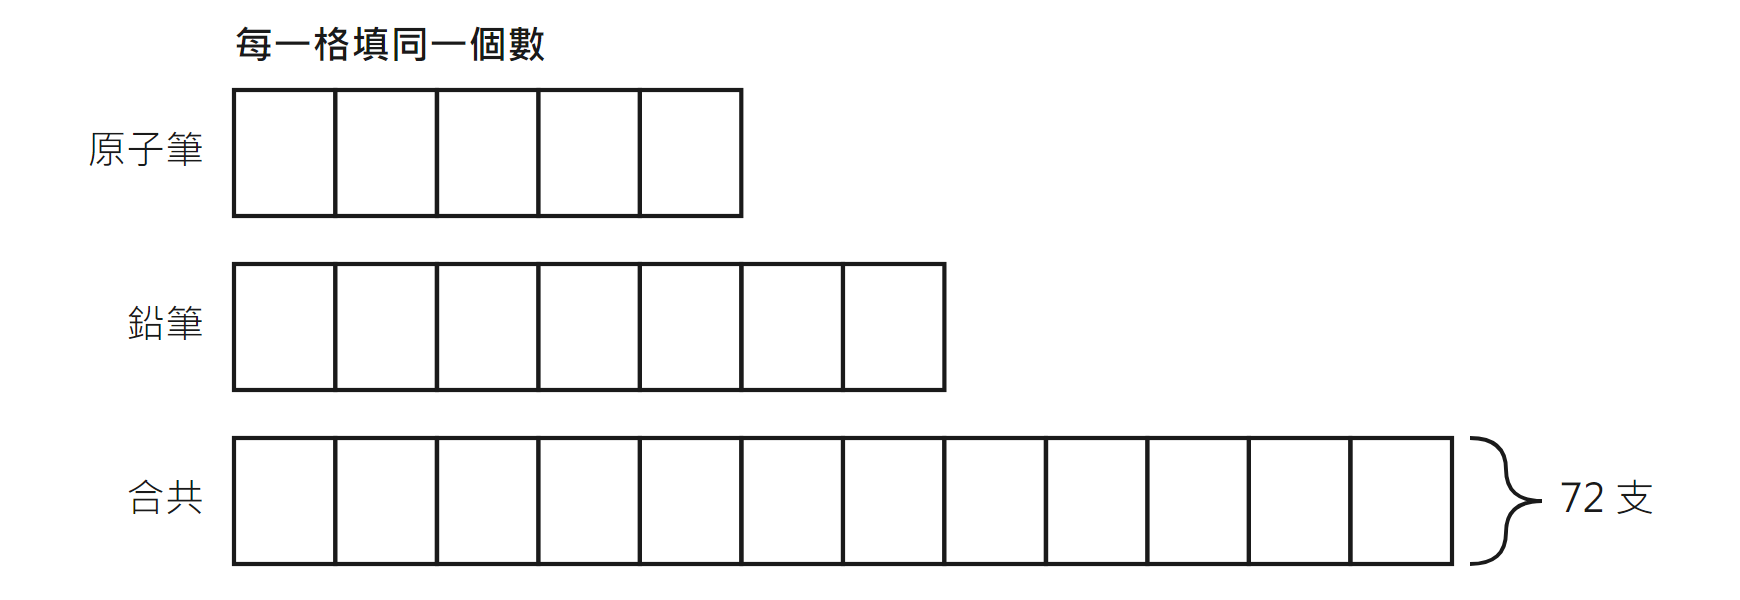 每一格填同一個數
原子筆
鉛筆
合共
72 支